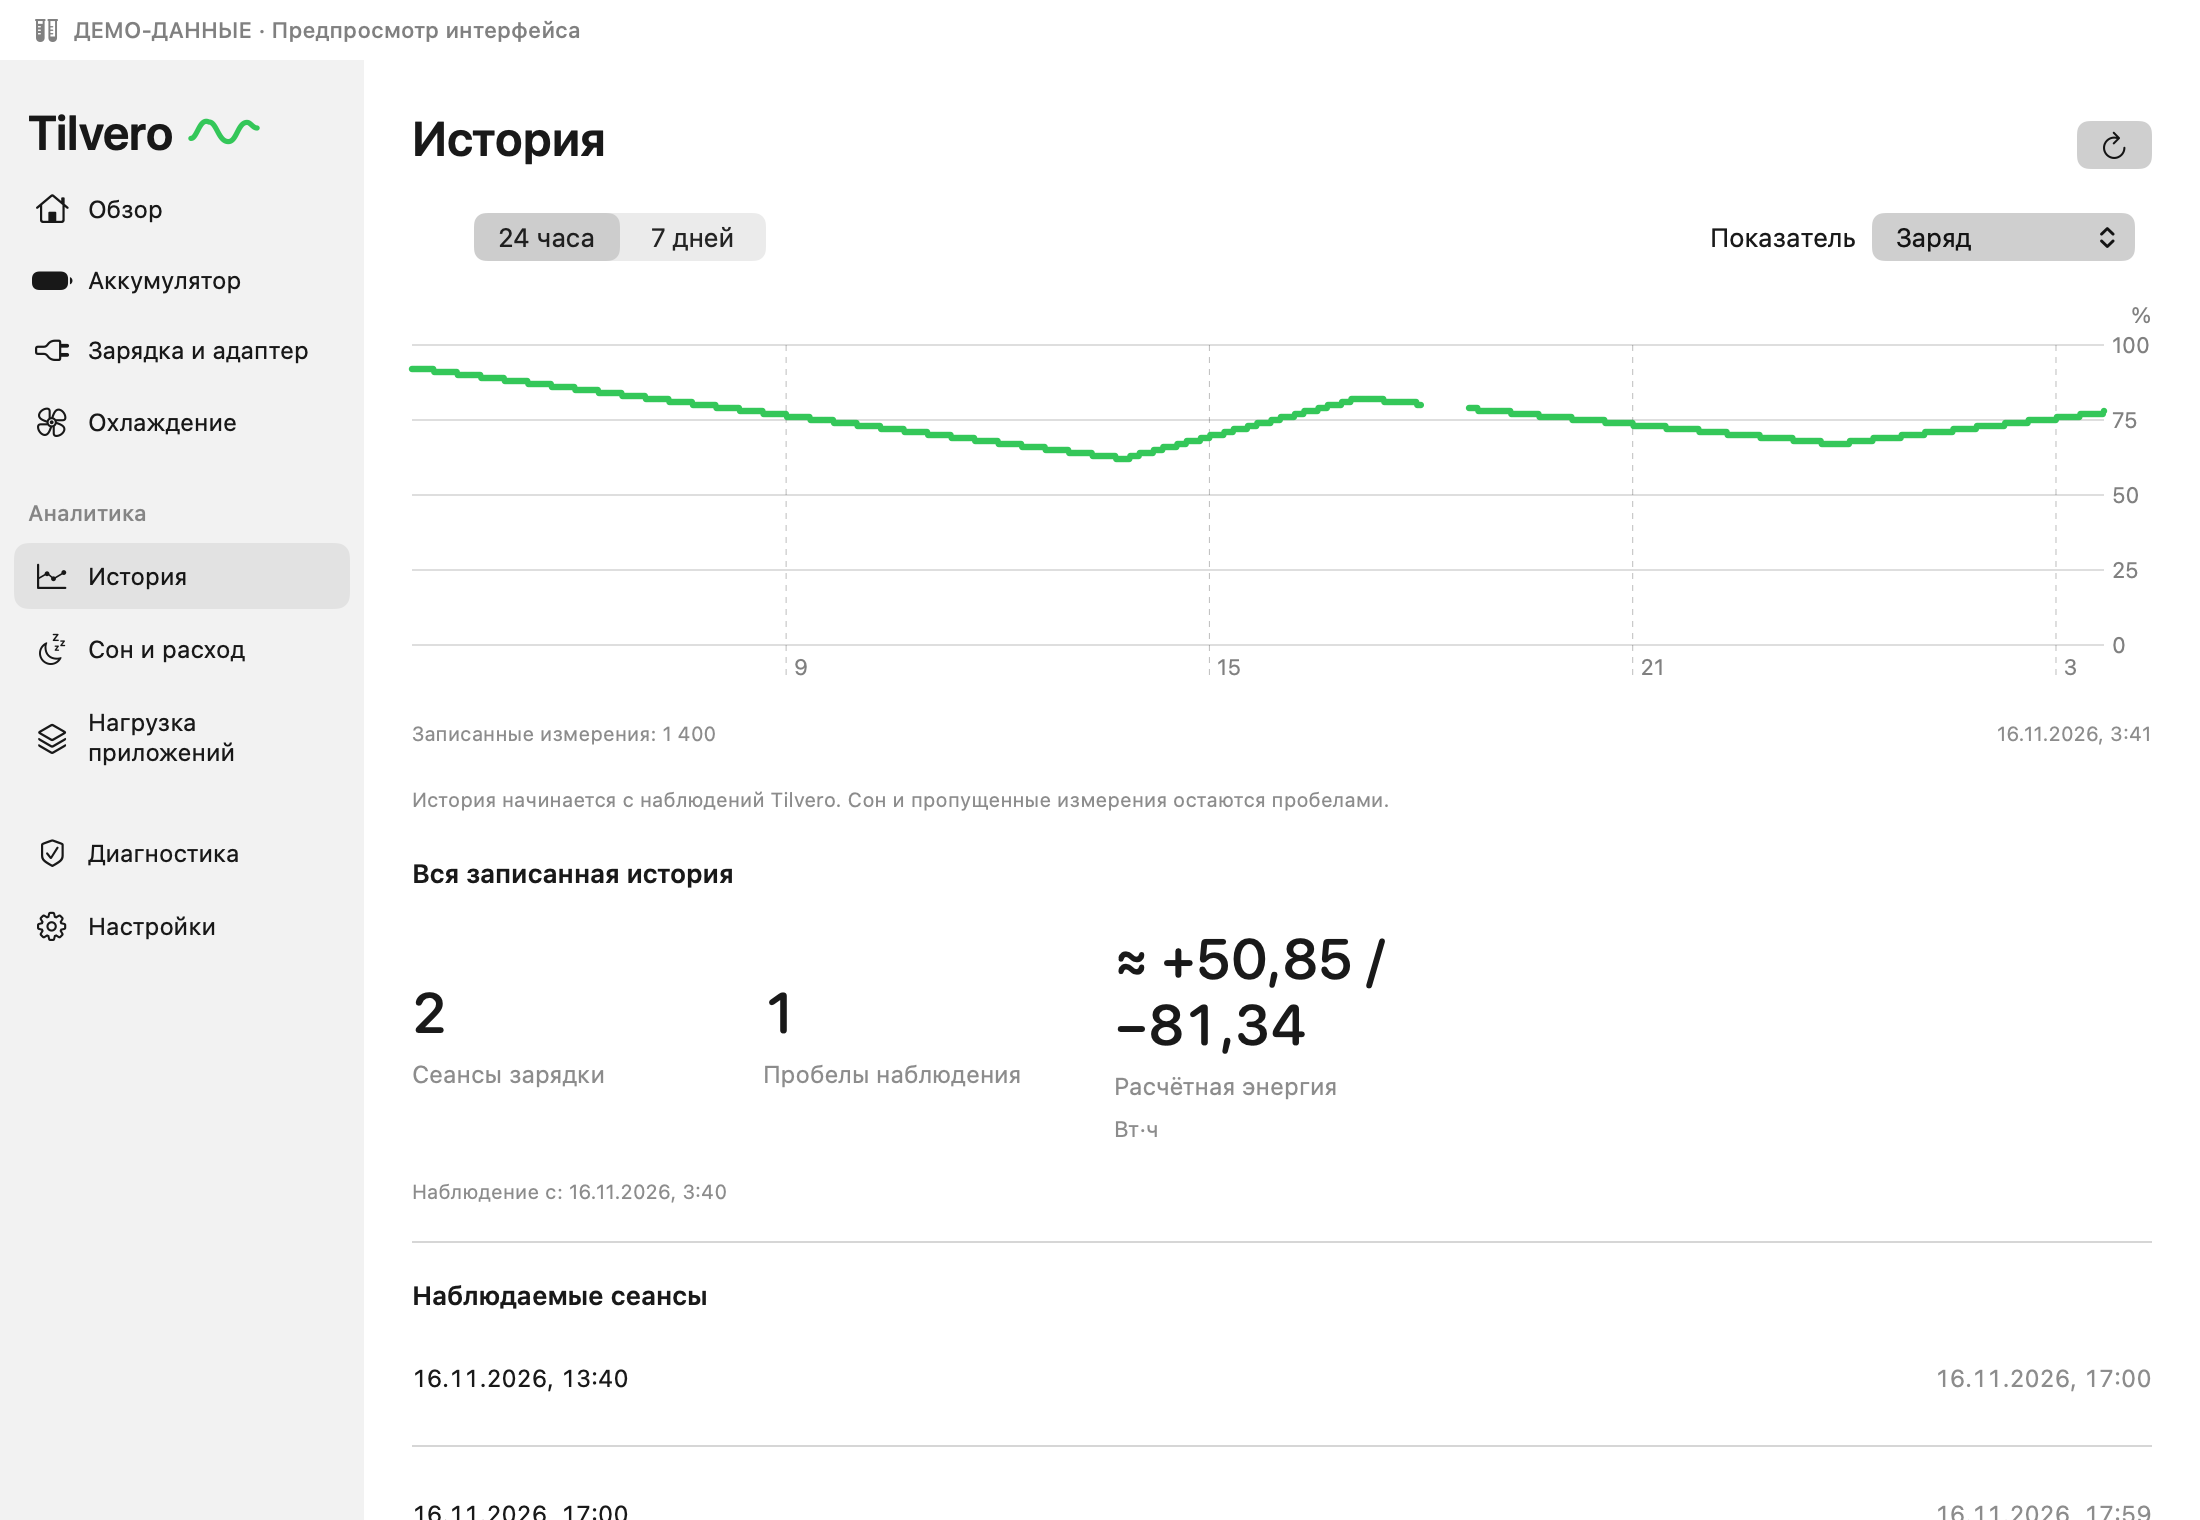 ДЕМО-ДАННЫЕ · Предпросмотр интерфейса
Tilvero
Обзор
Аккумулятор
Зарядка и адаптер
Охлаждение
Аналитика
История
Сон и расход
Нагрузка
приложений
Диагностика
Настройки
История
24 часа
7 дней
Показатель
Заряд
%
100
75
50
25
0
9
15
21
3
Записанные измерения: 1 400
16.11.2026, 3:41
История начинается с наблюдений Tilvero. Сон и пропущенные измерения остаются пробелами.
Вся записанная история
2
Сеансы зарядки
1
Пробелы наблюдения
≈ +50,85 /
−81,34
Расчётная энергия
Вт·ч
Наблюдение с: 16.11.2026, 3:40
Наблюдаемые сеансы
16.11.2026, 13:40
16.11.2026, 17:00
16.11.2026, 17:00
16.11.2026, 17:59